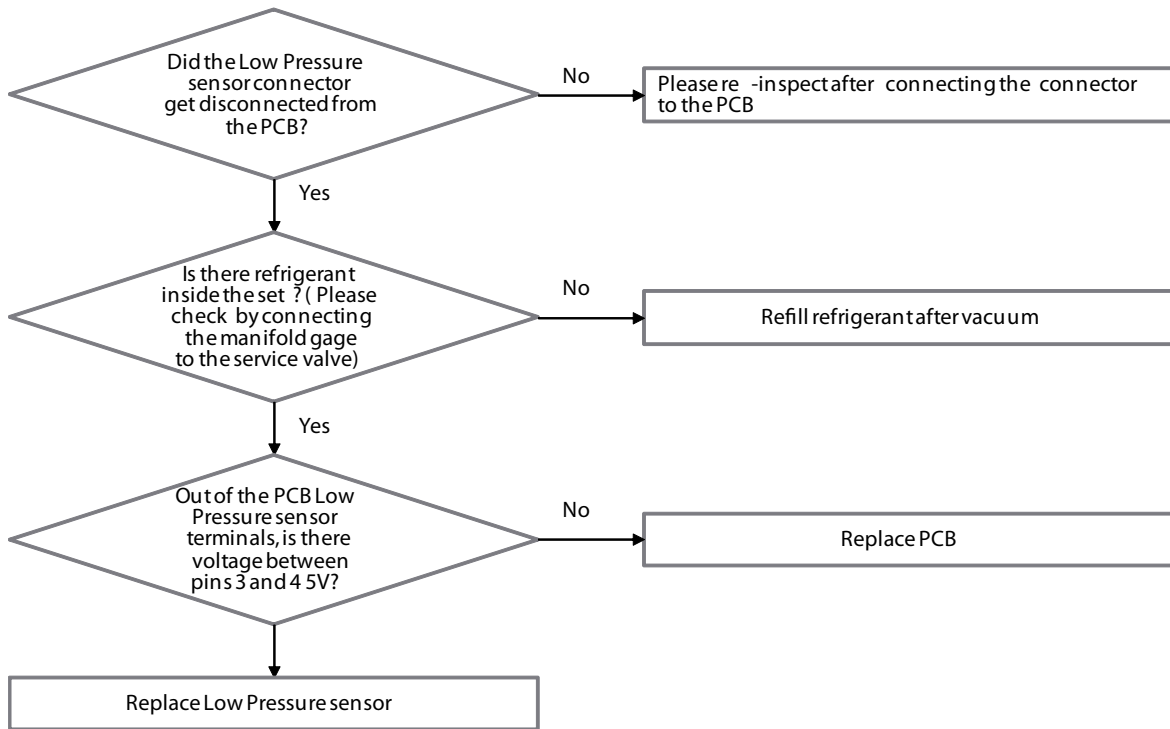 Did the Low Pressure
sensor connector
get disconnected from
the PCB?
No
Please re -inspect after connecting the connector
to the PCB
Yes
Is there refrigerant
inside the set ? ( Please
check by connecting
the manifold gage
to the service valve)
No
Refill refrigerant after vacuum
Yes
Out of the PCB Low
Pressure sensor
terminals, is there
voltage between
pins 3 and 4 5V?
No
Replace PCB
Replace Low Pressure sensor